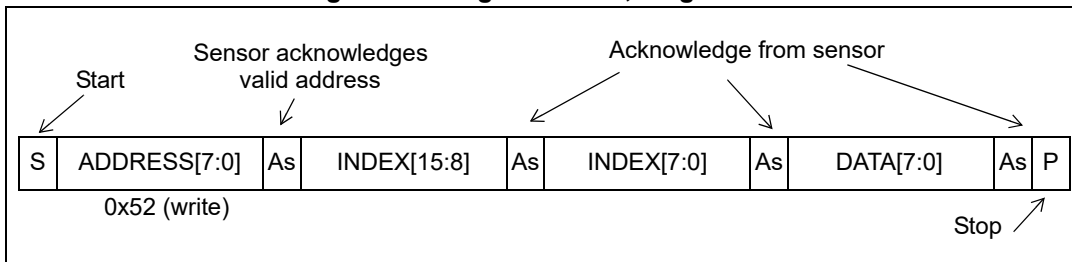 Start
Sensor acknowledges
valid address
Acknowledge from sensor
S ADDRESS[7:0] As INDEX[15:8] As INDEX[7:0] As DATA[7:0] As P
0x52 (write)
Stop